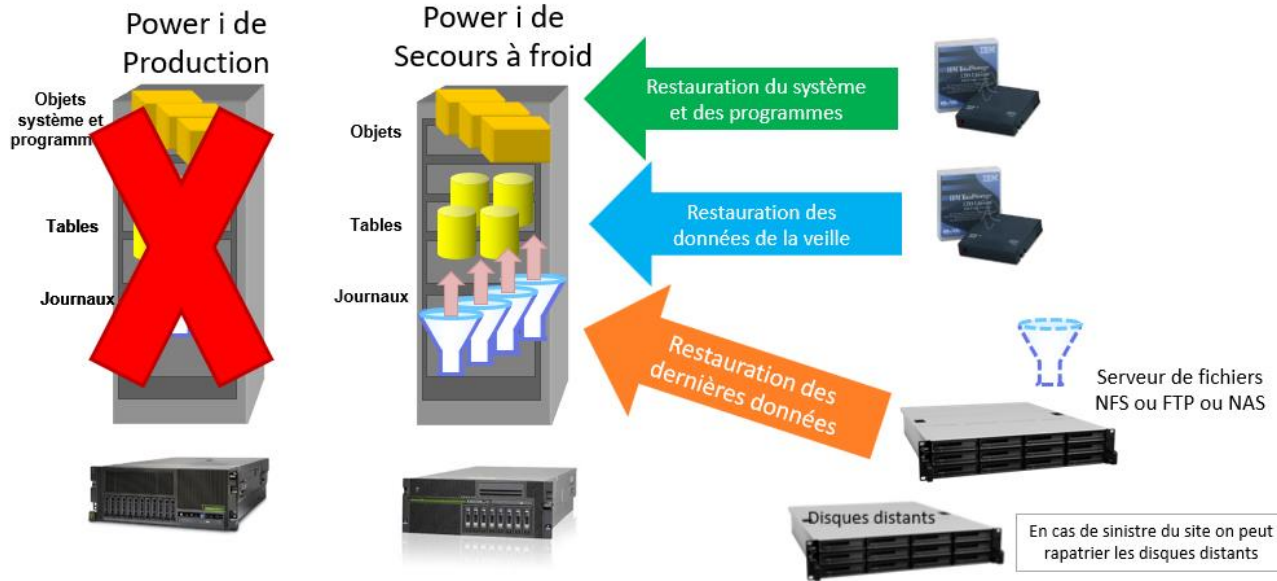 Power i de
Production
Power i de
Secours à froid
Objets
système et
programm
Tables
Journaux
Objets
Tables
Journaux
Restauration du système
et des programmes
Restauration des
données de la veille
Restauration des
dernières données
IBM
IBM
Serveur de fichiers
NFS ou FTP ou NAS
Disques distants
En cas de sinistre du site on peut
rapatrier les disques distants